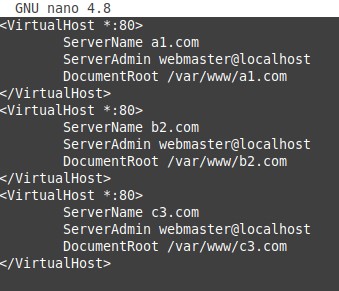 GNU nano 4.8
<VirtualHost *:80>
ServerName a1.com
ServerAdmin webmaster@localhost
DocumentRoot /var/www/a1.com
</VirtualHost>
<VirtualHost *:80>
ServerName b2.com
ServerAdmin webmaster@localhost
DocumentRoot /var/www/b2.com
</VirtualHost>
<VirtualHost *:80>
ServerName c3.com
ServerAdmin webmaster@localhost
DocumentRoot /var/www/c3.com
</VirtualHost>